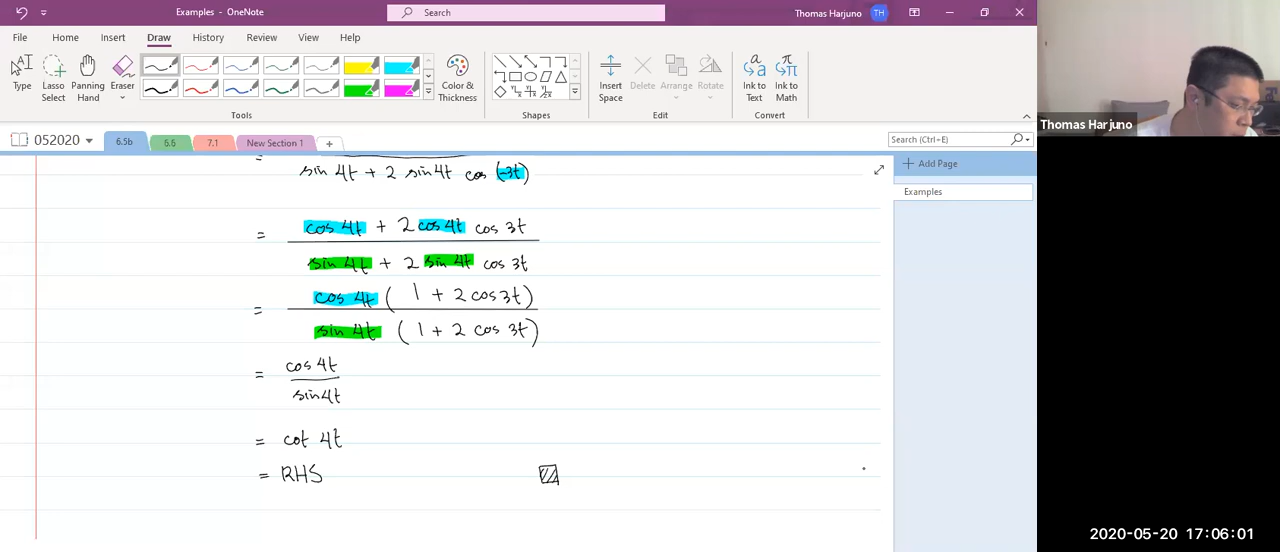 Examples - OneNote
Search
Thomas Harjuno TH
File Home Insert Draw History Review View Help
Type Lasso Select Panning Hand Eraser Color & Thickness Insert Space Delete Arrange Rotate Ink to Text Ink to Math
Tools Shapes Edit Convert
052020 6.5b 6.6 7.1 New Section 1 + Search (Ctrl+E)
Thomas Harjuno
Add Page
Examples
=
sin 4t + 2 sin 4t cos (-3t)
cos 4t + 2 cos 4t cos 3t
=
sin 4t + 2 sin 4t cos 3t
cos 4t ( 1 + 2 cos 3t )
=
sin 4t ( 1 + 2 cos 3t )
cos 4t
=
sin 4t
= cot 4t
= RHS
2020-05-20 17:06:01